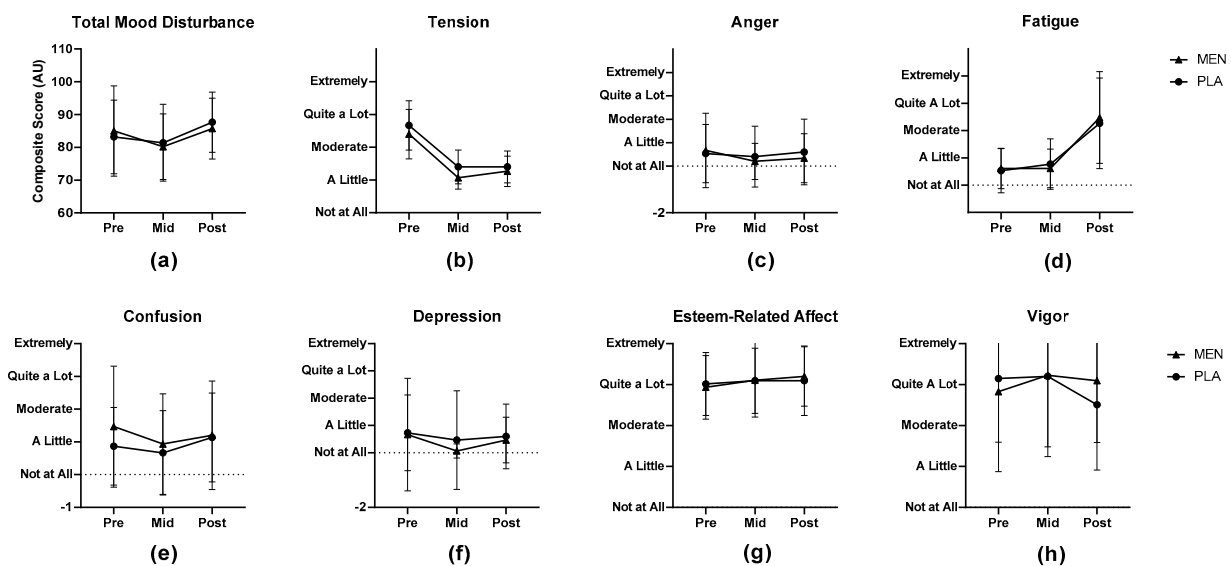 Total Mood Disturbance
Composite Score (AU)
110
100
90
80
70
60
Pre Mid Post
(a)
Tension
Extremely
Quite a Lot
Moderate
A Little
Not at All
Pre Mid Post
(b)
Anger
Extremely
Quite a Lot
Moderate
A Little
Not at All
-2
Pre Mid Post
(c)
Fatigue
Extremely
Quite A Lot
Moderate
A Little
Not at All
Pre Mid Post
(d)
MEN
PLA
Confusion
Extremely
Quite a Lot
Moderate
A Little
Not at All
-1
Pre Mid Post
(e)
Depression
Extremely
Quite a Lot
Moderate
A Little
Not at All
-2
Pre Mid Post
(f)
Esteem-Related Affect
Extremely
Quite a Lot
Moderate
A Little
Not at All
Pre Mid Post
(g)
Vigor
Extremely
Quite A Lot
Moderate
A Little
Not at All
Pre Mid Post
(h)
MEN
PLA